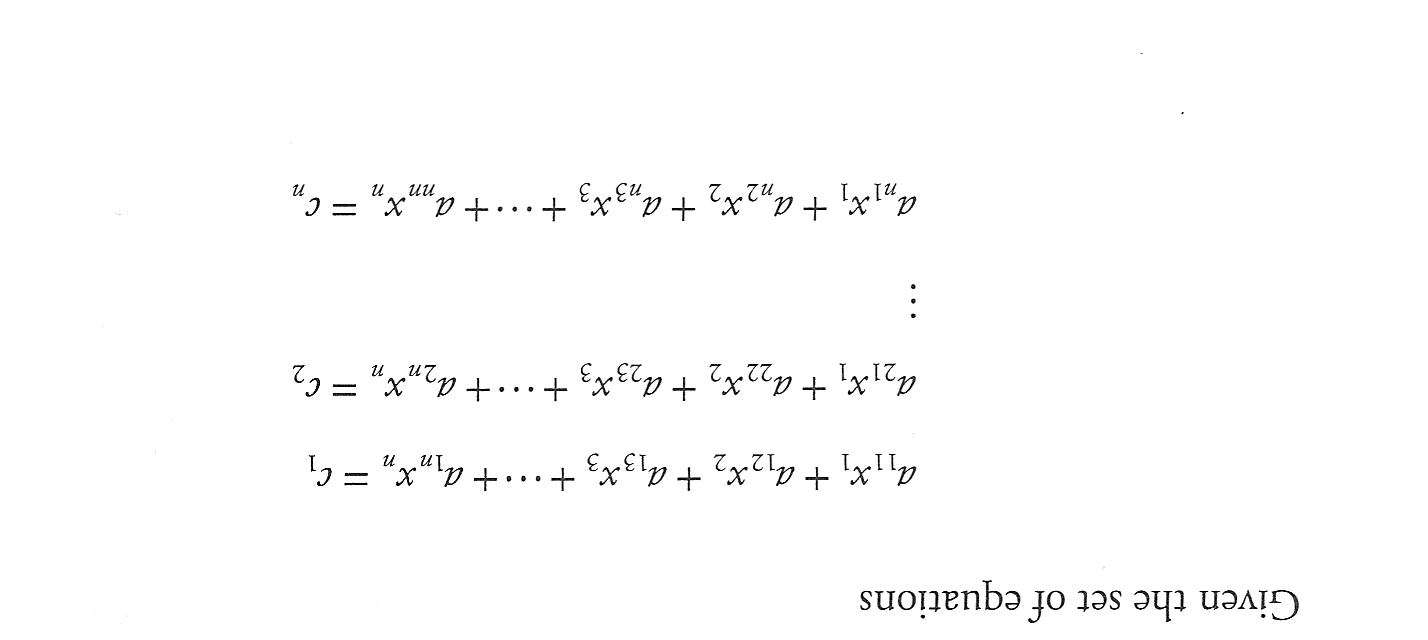 Given the set of equations
a₁₁x₁ + a₁₂x₂ + a₁₃x₃ + ··· + a₁ₙxₙ = c₁
a₂₁x₁ + a₂₂x₂ + a₂₃x₃ + ··· + a₂ₙxₙ = c₂
⋮
aₙ₁x₁ + aₙ₂x₂ + aₙ₃x₃ + ··· + aₙₙxₙ = cₙ